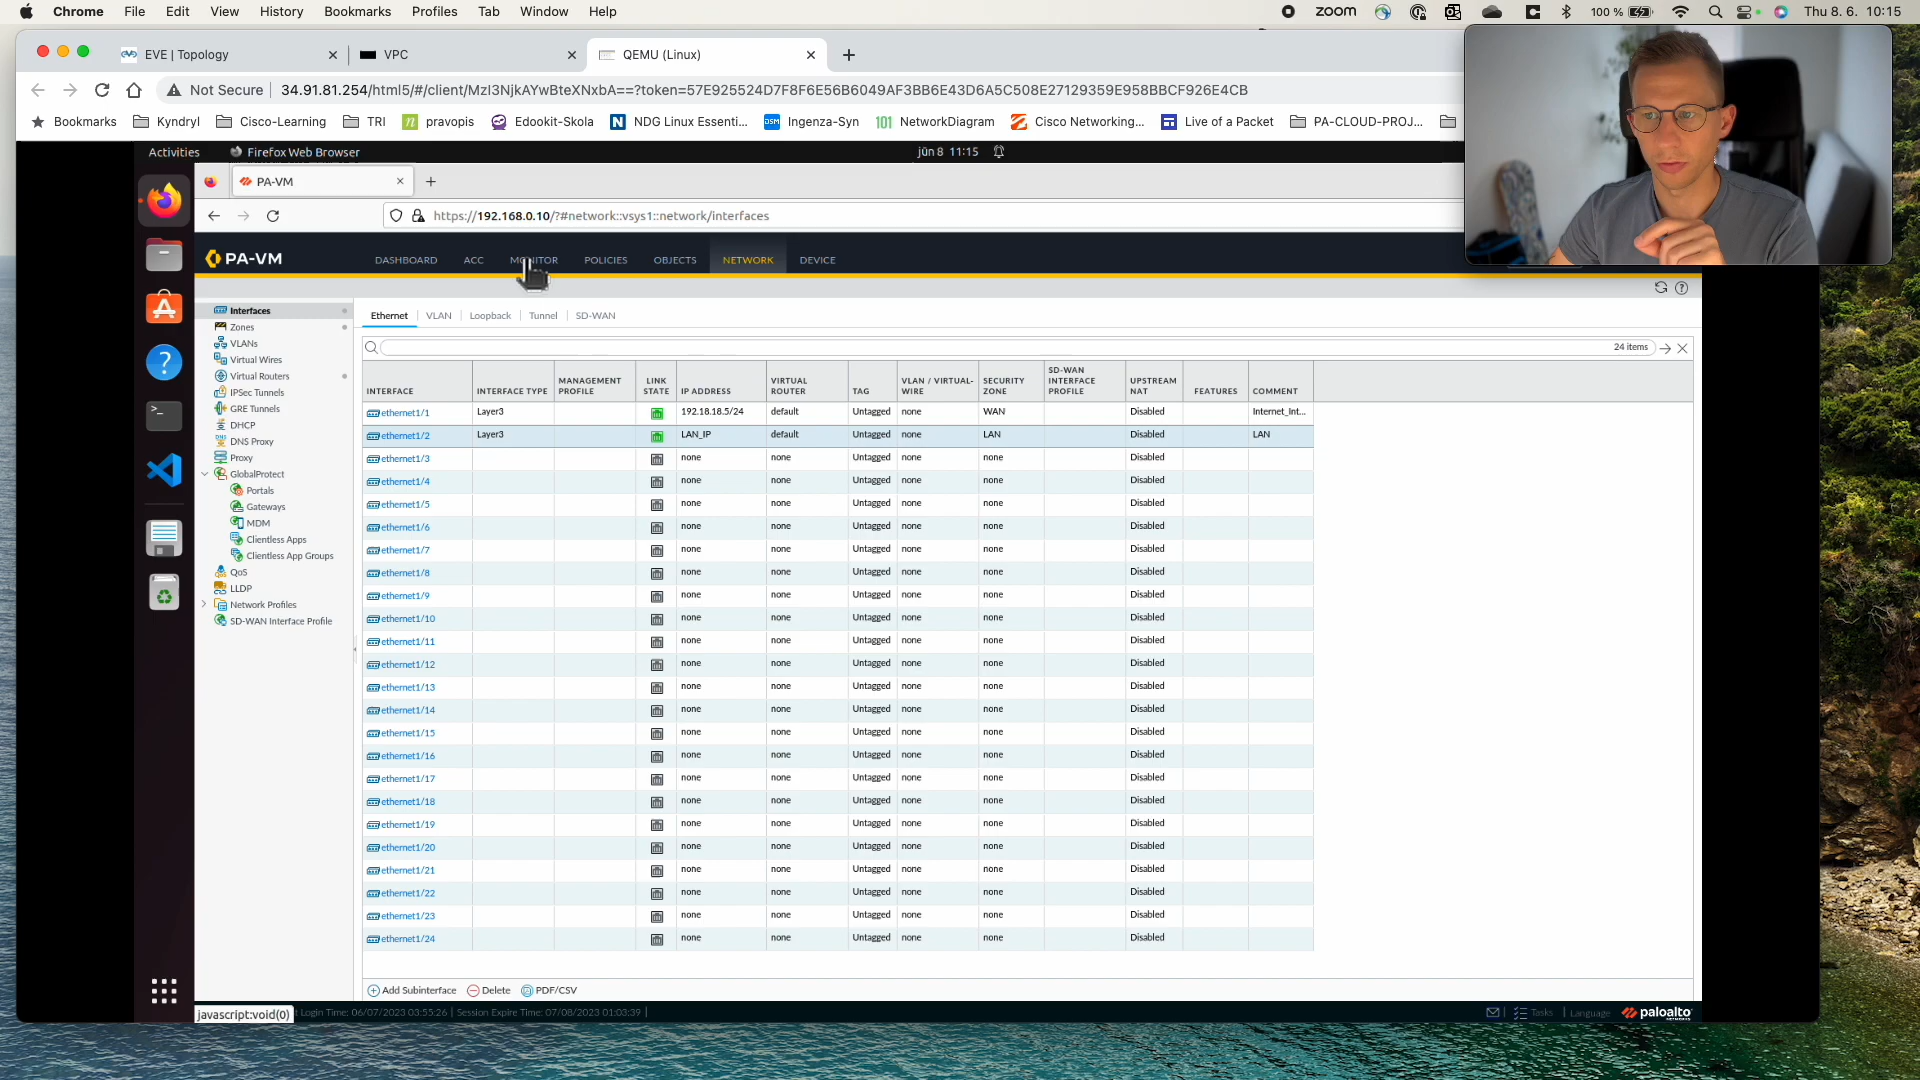 Chrome File Edit View History Bookmarks Profiles Tab Window Help zoom 100 % Thu 8. 6. 10:15
EVE | Topology VPC QEMU (Linux)
Not Secure 34.91.81.254/html5/#/client/MzI3NjkAYwBteXNxbA==?token=57E925524D7F8F6E56B6049AF3BB6E43D6A5C508E27129359E958BBCF926E4CB
Bookmarks Kyndryl Cisco-Learning TRI pravopis Edookit-Skola NDG Linux Essenti... Ingenza-Syn NetworkDiagram Cisco Networking... Live of a Packet PA-CLOUD-PROJ...
Activities Firefox Web Browser jún 8 11:15
PA-VM
https://192.168.0.10/?#network::vsys1::network/interfaces
PA-VM DASHBOARD ACC MONITOR POLICIES OBJECTS NETWORK DEVICE
Interfaces
Zones
VLANs
Virtual Wires
Virtual Routers
IPSec Tunnels
GRE Tunnels
DHCP
DNS Proxy
Proxy
GlobalProtect
Portals
Gateways
MDM
Clientless Apps
Clientless App Groups
QoS
LLDP
Network Profiles
SD-WAN Interface Profile
Ethernet VLAN Loopback Tunnel SD-WAN
24 items
INTERFACE INTERFACE TYPE MANAGEMENT PROFILE LINK STATE IP ADDRESS VIRTUAL ROUTER TAG VLAN / VIRTUAL-WIRE SECURITY ZONE SD-WAN INTERFACE PROFILE UPSTREAM NAT FEATURES COMMENT
ethernet1/1 Layer3 192.18.18.5/24 default Untagged none WAN Disabled Internet_Int...
ethernet1/2 Layer3 LAN_IP default Untagged none LAN Disabled LAN
ethernet1/3 none none Untagged none none Disabled
ethernet1/4 none none Untagged none none Disabled
ethernet1/5 none none Untagged none none Disabled
ethernet1/6 none none Untagged none none Disabled
ethernet1/7 none none Untagged none none Disabled
ethernet1/8 none none Untagged none none Disabled
ethernet1/9 none none Untagged none none Disabled
ethernet1/10 none none Untagged none none Disabled
ethernet1/11 none none Untagged none none Disabled
ethernet1/12 none none Untagged none none Disabled
ethernet1/13 none none Untagged none none Disabled
ethernet1/14 none none Untagged none none Disabled
ethernet1/15 none none Untagged none none Disabled
ethernet1/16 none none Untagged none none Disabled
ethernet1/17 none none Untagged none none Disabled
ethernet1/18 none none Untagged none none Disabled
ethernet1/19 none none Untagged none none Disabled
ethernet1/20 none none Untagged none none Disabled
ethernet1/21 none none Untagged none none Disabled
ethernet1/22 none none Untagged none none Disabled
ethernet1/23 none none Untagged none none Disabled
ethernet1/24 none none Untagged none none Disabled
Add Subinterface Delete PDF/CSV
javascript:void(0) t Login Time: 06/07/2023 03:55:26 | Session Expire Time: 07/08/2023 01:03:39 | Tasks | Language paloalto NETWORKS